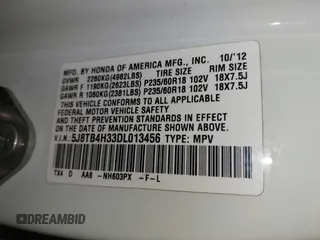 MFD. BY HONDA OF AMERICA MFG., INC. 10/'12
GVWR 2260KG(4982LBS) TIRE SIZE RIM SIZE
GAWR F 1190KG(2623LBS) P235/60R18 102V 18X7.5J
GAWR R 1080KG(2381LBS) P235/60R18 102V 18X7.5J
THIS VEHICLE CONFORMS TO ALL APPLICABLE
FEDERAL MOTOR VEHICLE SAFETY
AND THEFT PREVENTION STANDARDS IN EFFECT
ON THE DATE OF MANUFACTURE SHOWN ABOVE.
V.I.N. 5J8TB4H33DL013456 TYPE: MPV
TX4 D AA6 -NH603PX -F-L
DREAMBID